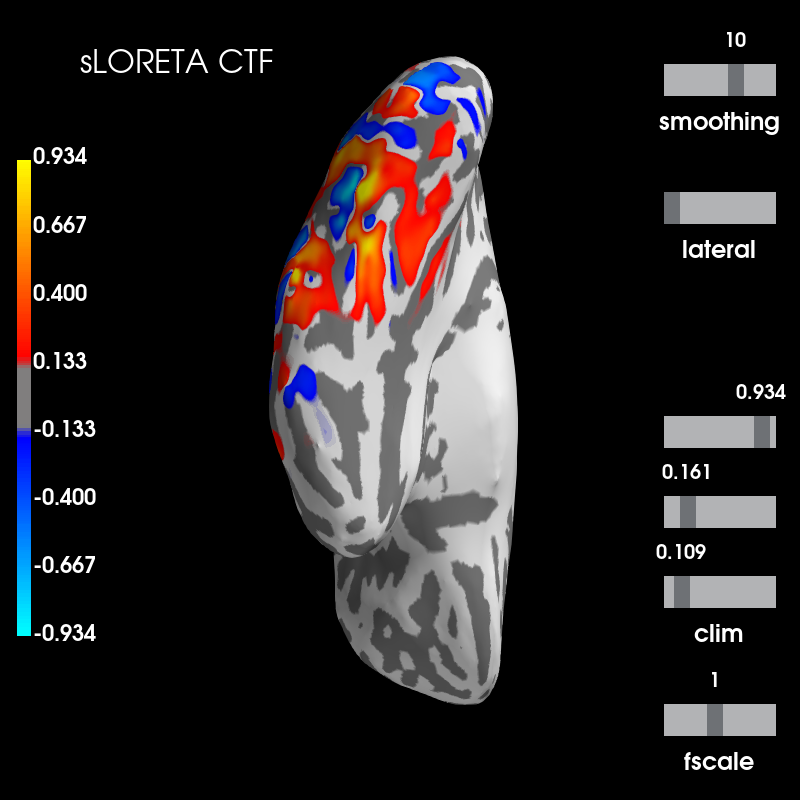 sLORETA CTF
0.934
0.667
0.400
0.133
-0.133
-0.400
-0.667
-0.934
10
smoothing
lateral
0.934
0.161
0.109
clim
1
fscale